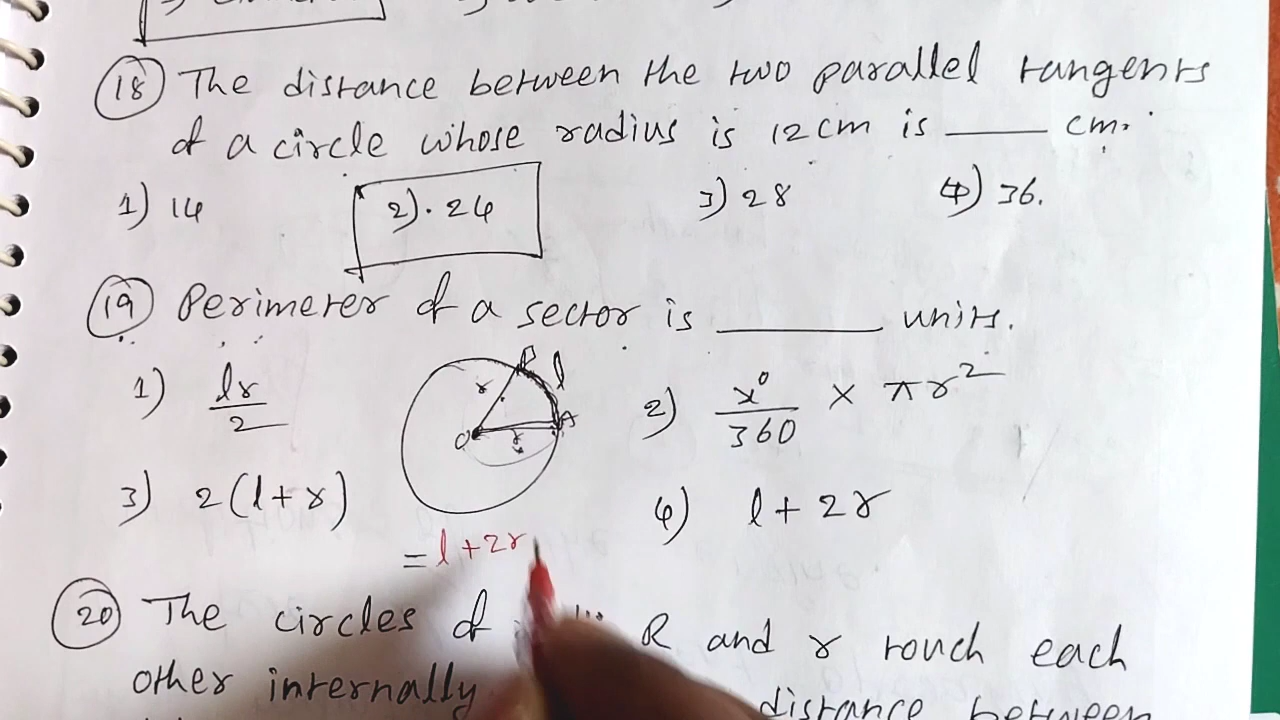 18 The distance between the two parallel tangents
of a circle whose radius is 12cm is ____ cm.
1) 14 2). 24 3) 28 4) 36.
19 Perimeter of a sector is ________ units.
1) lr/2 2) x°/360 × πr²
r l
O r A
3) 2(l+r) 4) l+2r
= l+2r
20 The circles of R and r touch each
other internally distance between